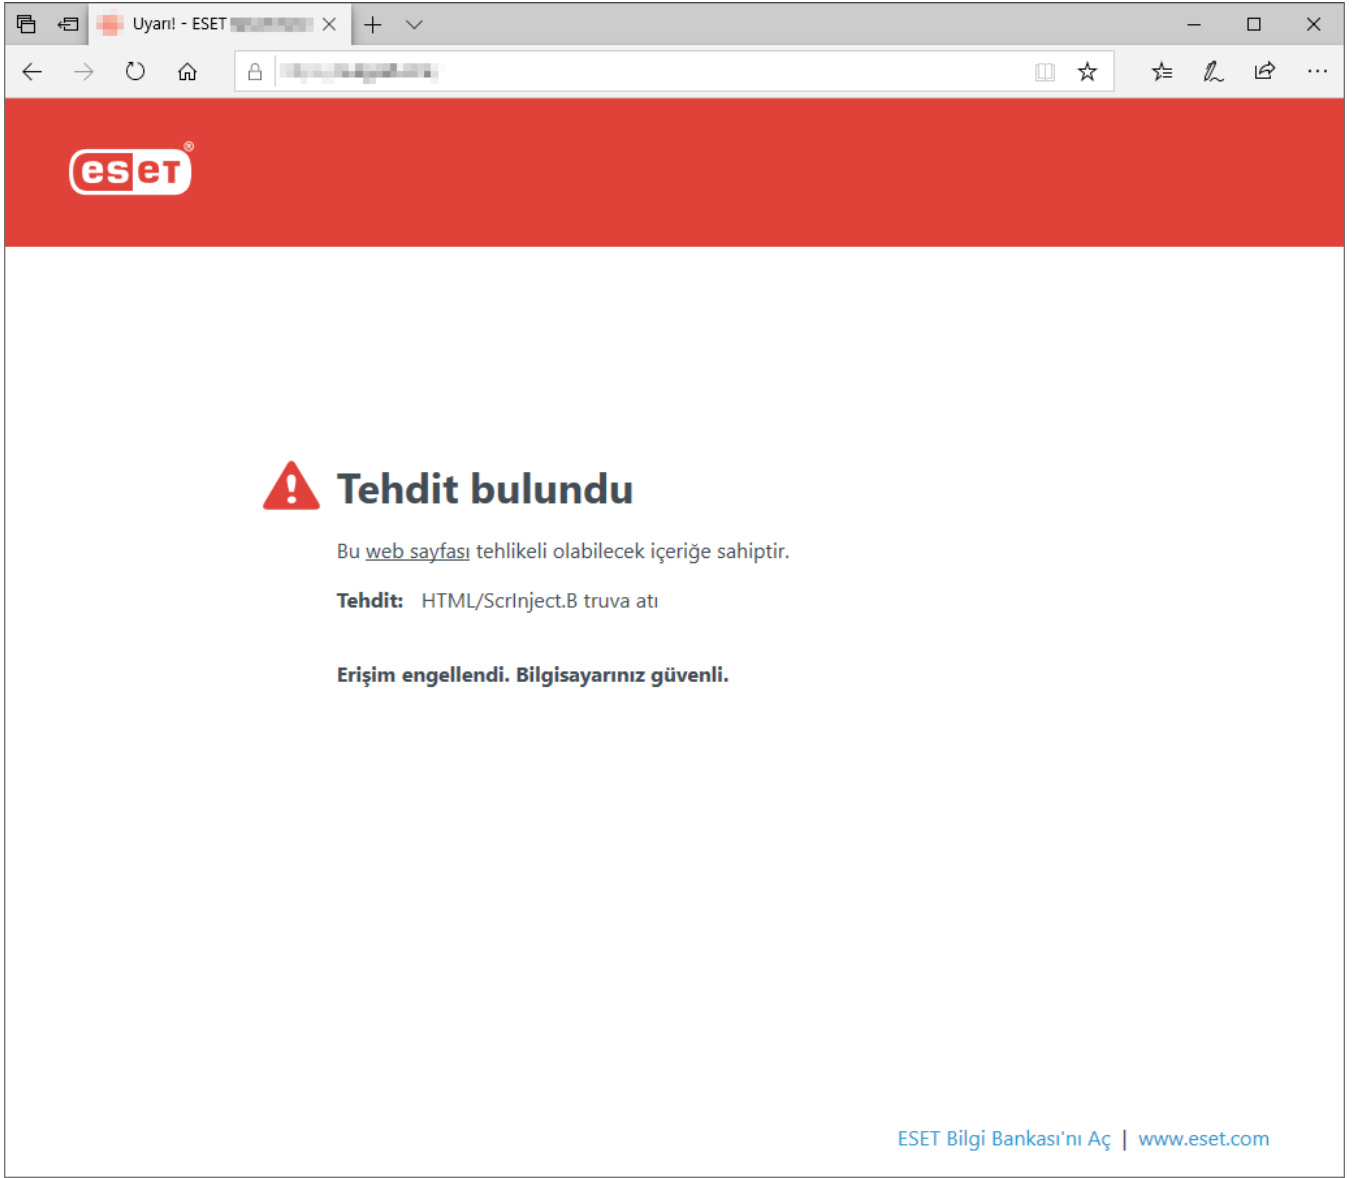 Uyarı! - ESET
eset®
Tehdit bulundu
Bu web sayfası tehlikeli olabilecek içeriğe sahiptir.
Tehdit: HTML/ScrInject.B truva atı
Erişim engellendi. Bilgisayarınız güvenli.
ESET Bilgi Bankası'nı Aç | www.eset.com